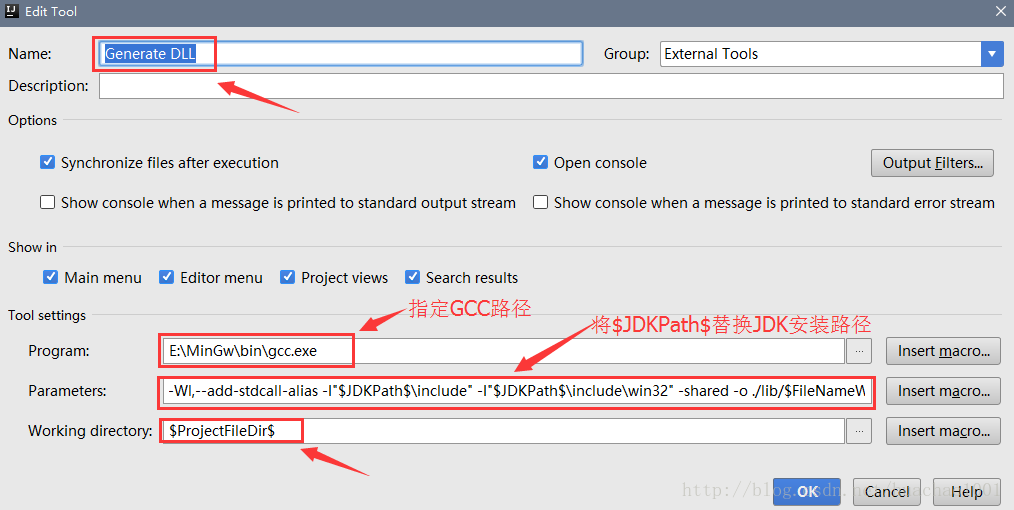 Edit Tool
Name: Generate DLL Group: External Tools
Description:
Options
Synchronize files after execution Open console Output Filters...
Show console when a message is printed to standard output stream Show console when a message is printed to standard error stream
Show in
Main menu Editor menu Project views Search results
Tool settings
指定GCC路径
将$JDKPath$替换JDK安装路径
Program: E:\MinGw\bin\gcc.exe ... Insert macro...
Parameters: -Wl,--add-stdcall-alias -I"$JDKPath$\include" -I"$JDKPath$\include\win32" -shared -o ./lib/$FileNameW Insert macro...
Working directory: $ProjectFileDir$ ... Insert macro...
OK Cancel Help